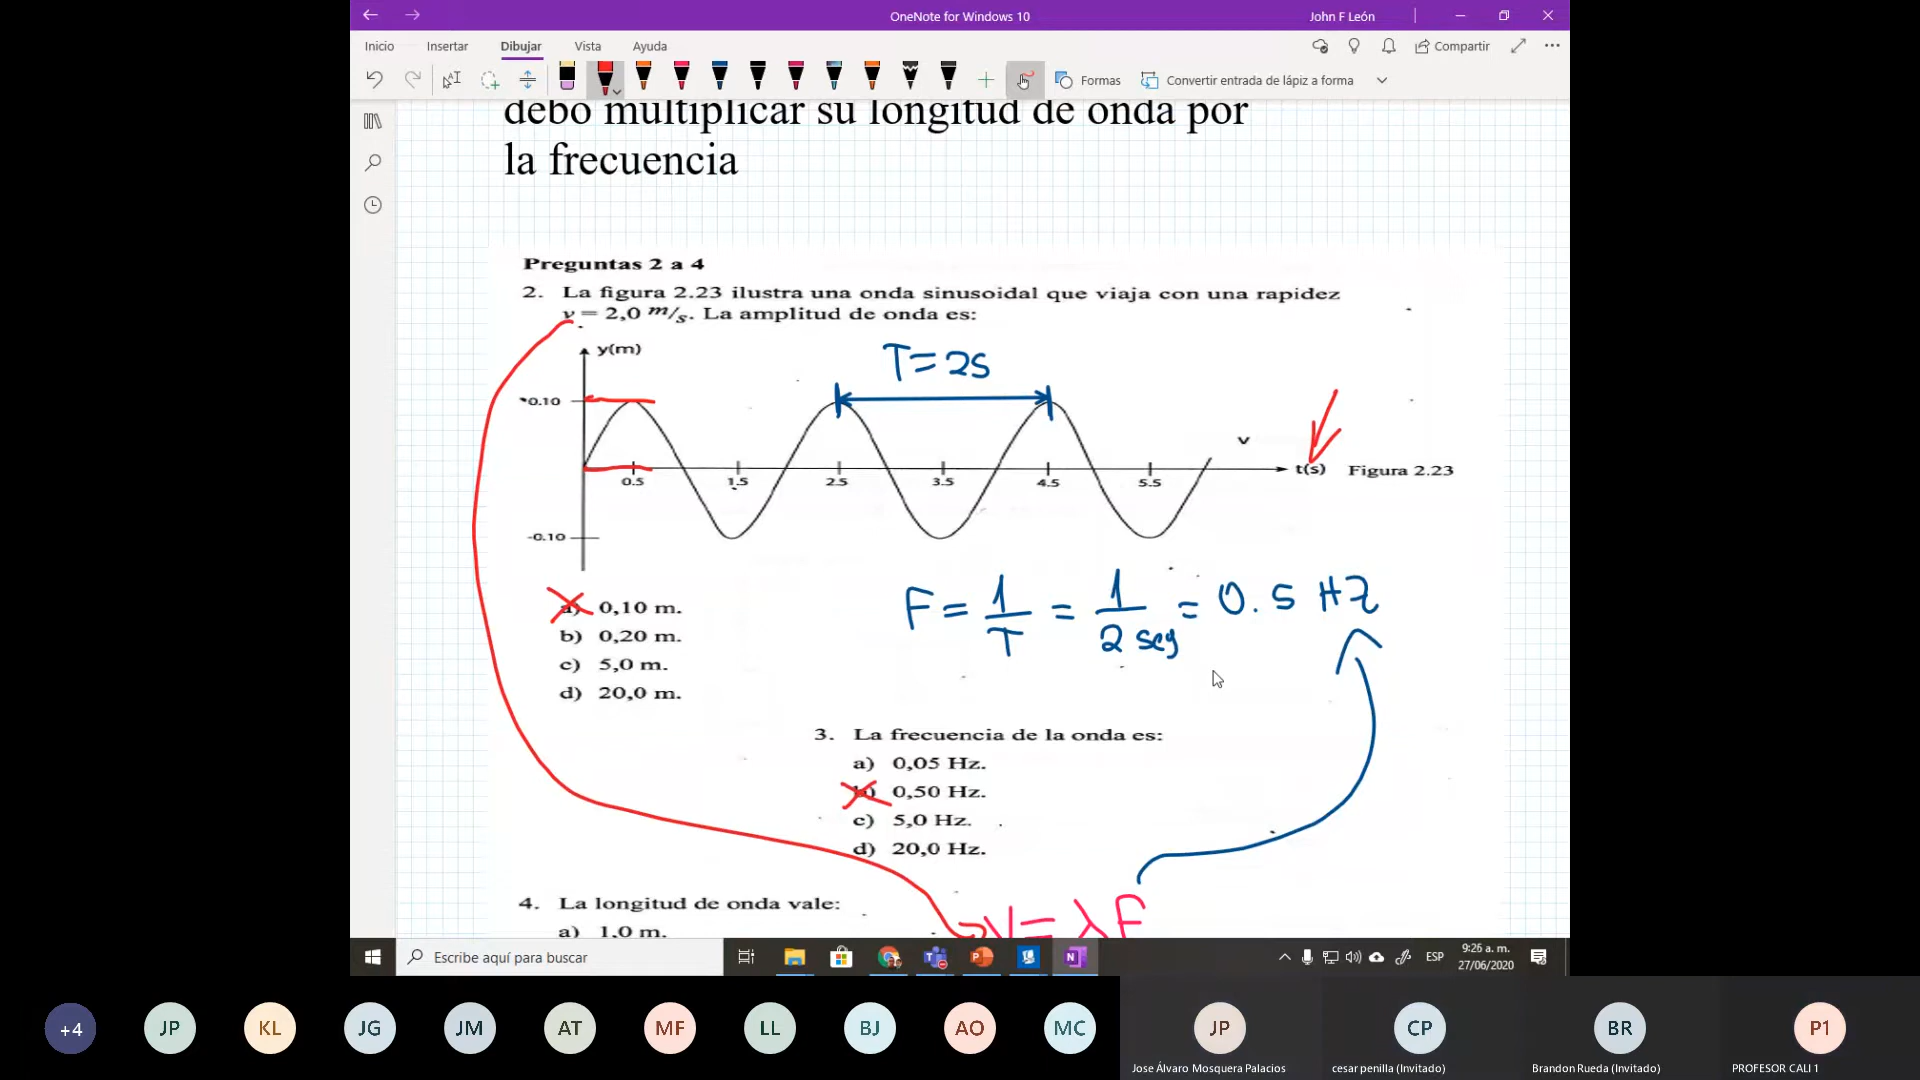 OneNote for Windows 10
John F León
Inicio Insertar Dibujar Vista Ayuda
Compartir
Formas
Convertir entrada de lápiz a forma
debo multiplicar su longitud de onda por
la frecuencia
Preguntas 2 a 4
2. La figura 2.23 ilustra una onda sinusoidal que viaja con una rapidez
v = 2,0 m/s. La amplitud de onda es:
y(m)
T=2s
0.10
v
0.5 1.5 2.5 3.5 4.5 5.5
t(s) Figura 2.23
-0.10
F = 1/T = 1/2 seg = 0.5 Hz
a) 0,10 m.
b) 0,20 m.
c) 5,0 m.
d) 20,0 m.
3. La frecuencia de la onda es:
a) 0,05 Hz.
b) 0,50 Hz.
c) 5,0 Hz.
d) 20,0 Hz.
4. La longitud de onda vale:
a) 1,0 m.
V = λ F
Escribe aquí para buscar
ESP
9:26 a. m.
27/06/2020
+4 JP KL JG JM AT MF LL BJ AO MC JP CP BR P1
Jose Álvaro Mosquera Palacios
cesar penilla (Invitado)
Brandon Rueda (Invitado)
PROFESOR CALI 1